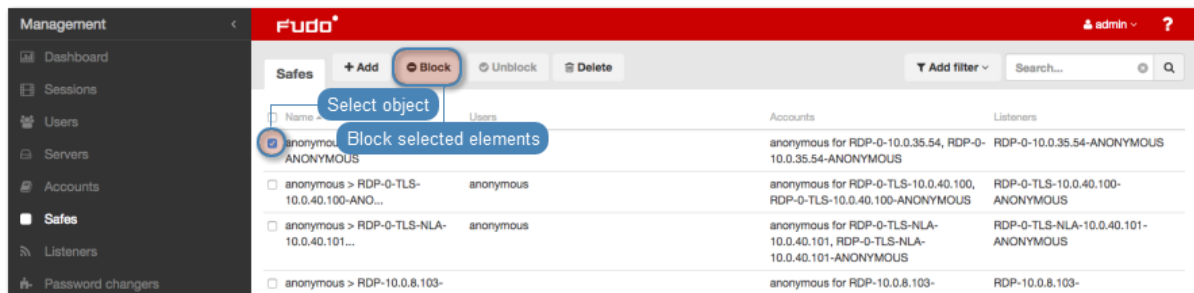 Management
FUDO
admin
?
Dashboard
Sessions
Users
Servers
Accounts
Safes
Listeners
Password changers
Safes
+ Add
Block
Unblock
Delete
Add filter
Search...
Select object
Block selected elements
Name
Users
Accounts
Listeners
ANONYMOUS
anonymous for RDP-0-10.0.35.54, RDP-0-
10.0.35.54-ANONYMOUS
RDP-0-10.0.35.54-ANONYMOUS
anonymous > RDP-0-TLS-
10.0.40.100-ANO...
anonymous
anonymous for RDP-0-TLS-10.0.40.100,
RDP-0-TLS-10.0.40.100-ANONYMOUS
RDP-0-TLS-10.0.40.100-
ANONYMOUS
anonymous > RDP-0-TLS-NLA-
10.0.40.101...
anonymous
anonymous for RDP-0-TLS-NLA-
10.0.40.101, RDP-0-TLS-NLA-
10.0.40.101-ANONYMOUS
RDP-0-TLS-NLA-10.0.40.101-
ANONYMOUS
anonymous > RDP-10.0.8.103-
anonymous for RDP-10.0.8.103-
RDP-10.0.8.103-